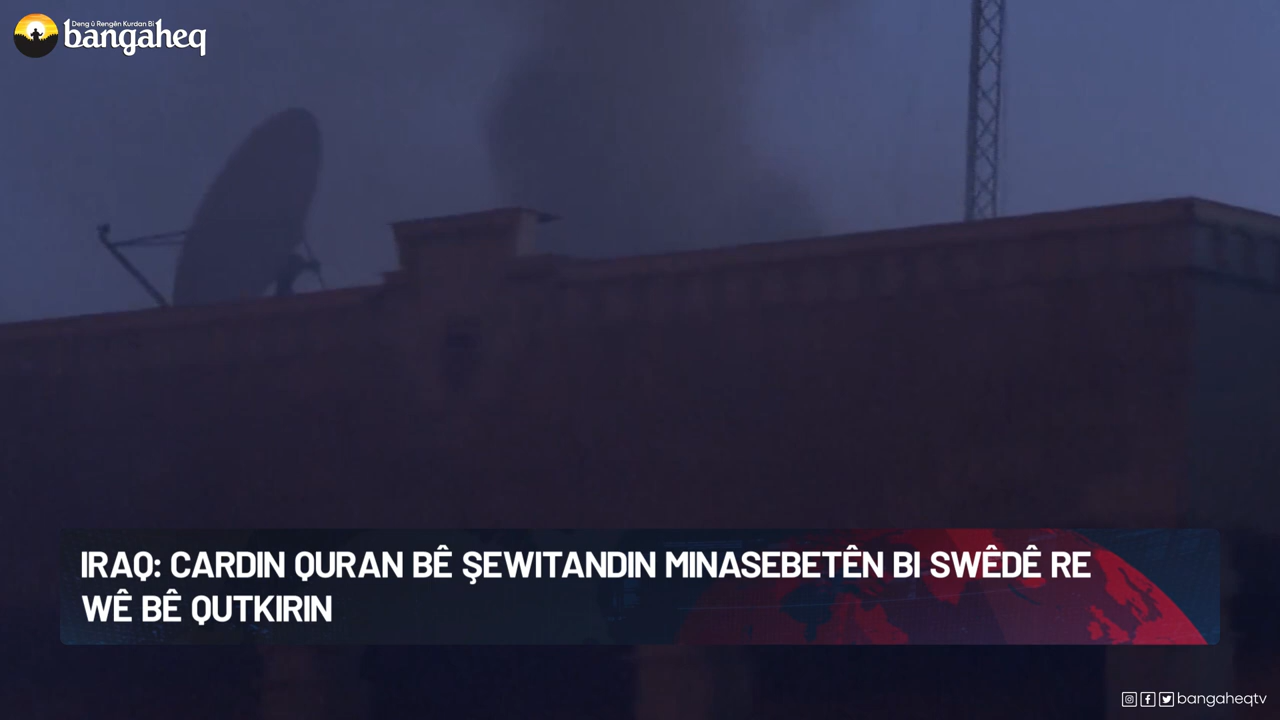 Deng û Rengên Kurdan Bi
bangaheq
IRAQ: CARDIN QURAN BÊ ŞEWITANDIN MINASEBETÊN BI SWÊDÊ RE
WÊ BÊ QUTKIRIN
bangaheqtv